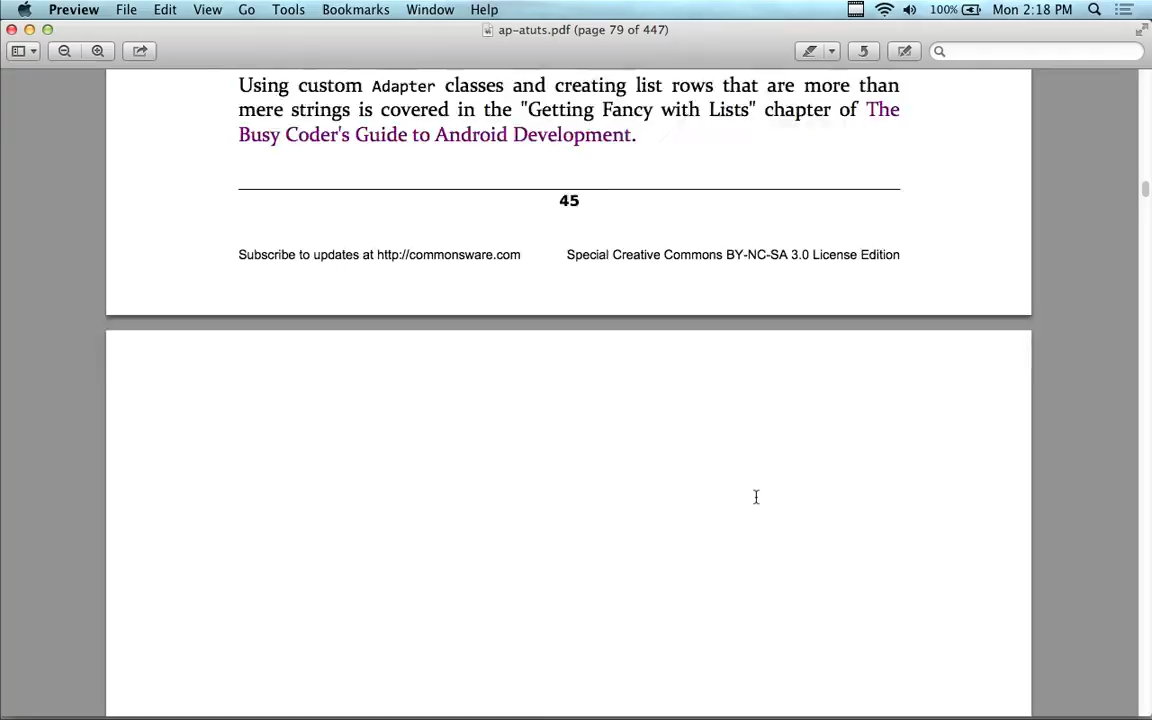 Preview File Edit View Go Tools Bookmarks Window Help 100% Mon 2:18 PM
ap-atuts.pdf (page 79 of 447)
Using custom Adapter classes and creating list rows that are more than
mere strings is covered in the "Getting Fancy with Lists" chapter of The
Busy Coder's Guide to Android Development.
45
Subscribe to updates at http://commonsware.com Special Creative Commons BY-NC-SA 3.0 License Edition